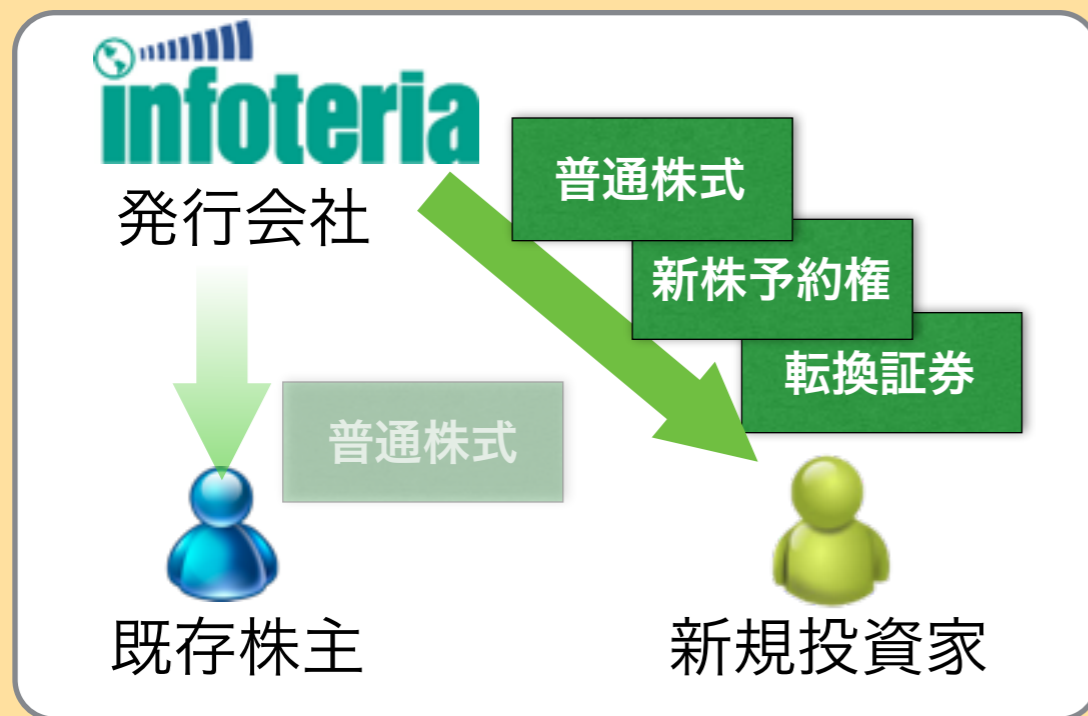 infoteria
発行会社
普通株式
新株予約権
転換証券
普通株式
既存株主
新規投資家